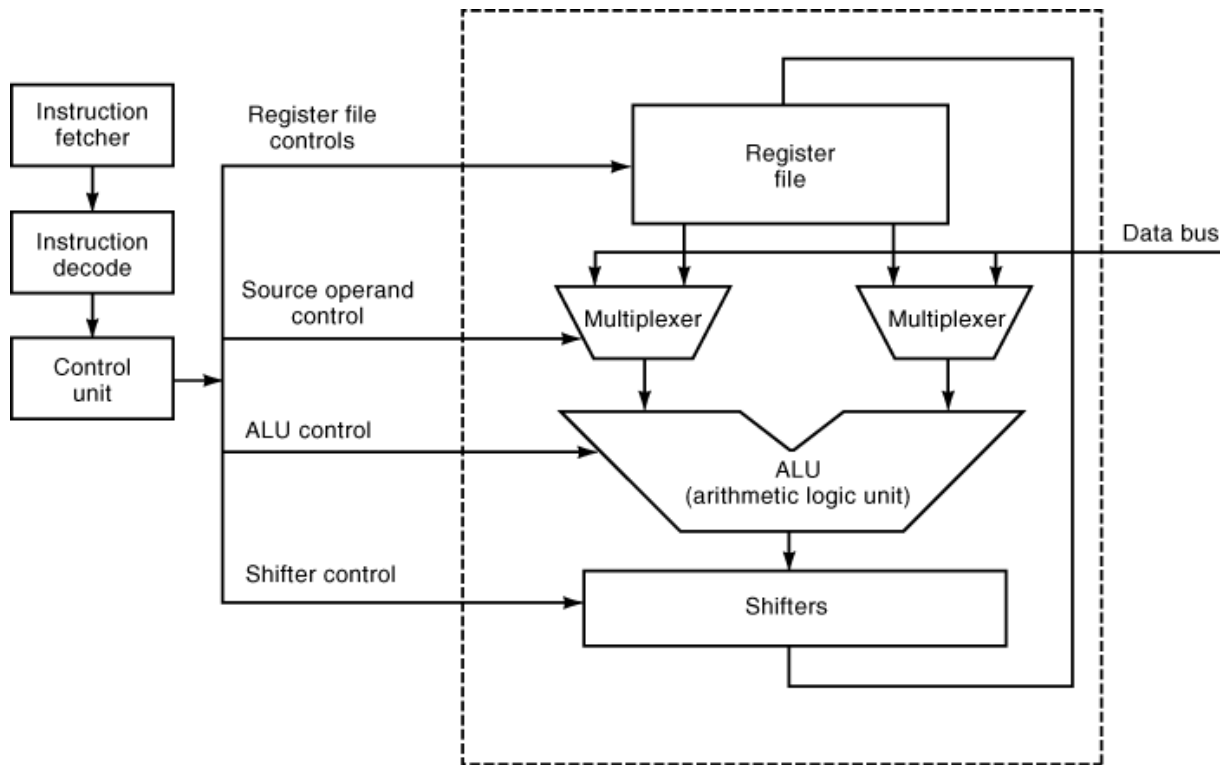 Instruction
fetcher
Instruction
decode
Control
unit
Register file
controls
Source operand
control
ALU control
Shifter control
Register
file
Data bus
Multiplexer
Multiplexer
ALU
(arithmetic logic unit)
Shifters